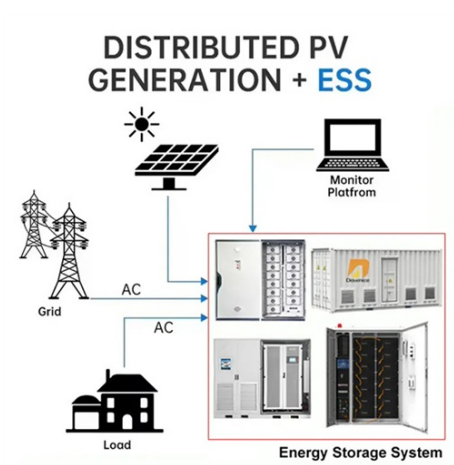 DISTRIBUTED PV
GENERATION + ESS
Monitor
Platfrom
Grid
AC
AC
Load
Energy Storage System